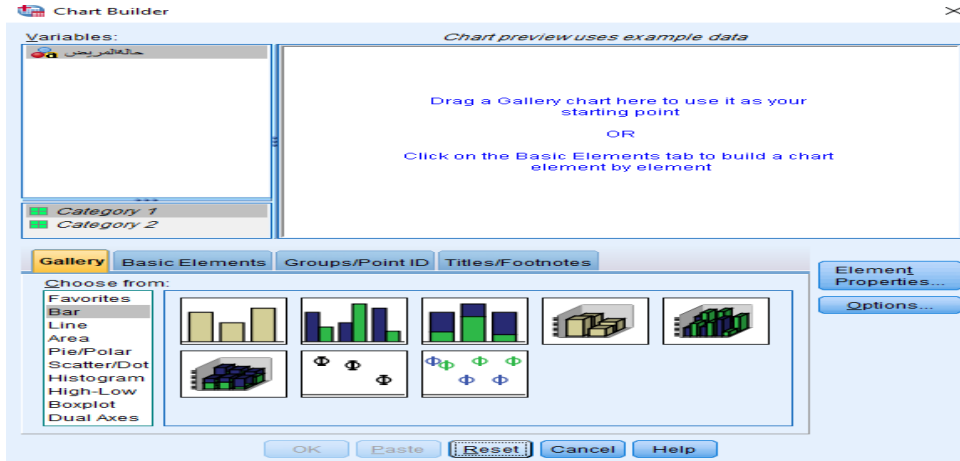 Chart Builder
Variables:
حالةالمريض
Chart preview uses example data
Drag a Gallery chart here to use it as your
starting point
OR
Click on the Basic Elements tab to build a chart
element by element
Category 1
Category 2
Gallery
Basic Elements
Groups/Point ID
Titles/Footnotes
Choose from:
Favorites
Bar
Line
Area
Pie/Polar
Scatter/Dot
Histogram
High-Low
Boxplot
Dual Axes
Element
Properties...
Options...
OK
Paste
Reset
Cancel
Help